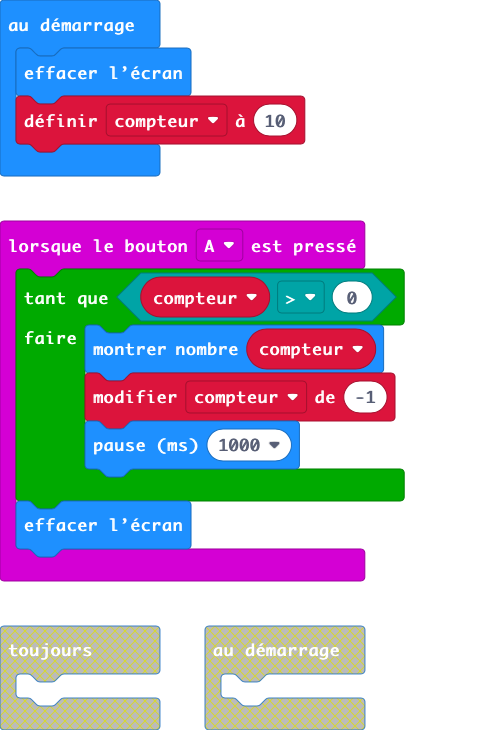 au démarrage
effacer l’écran
définir compteur à 10
lorsque le bouton A est pressé
tant que compteur > 0
faire
montrer nombre compteur
modifier compteur de -1
pause (ms) 1000
effacer l’écran
toujours
au démarrage